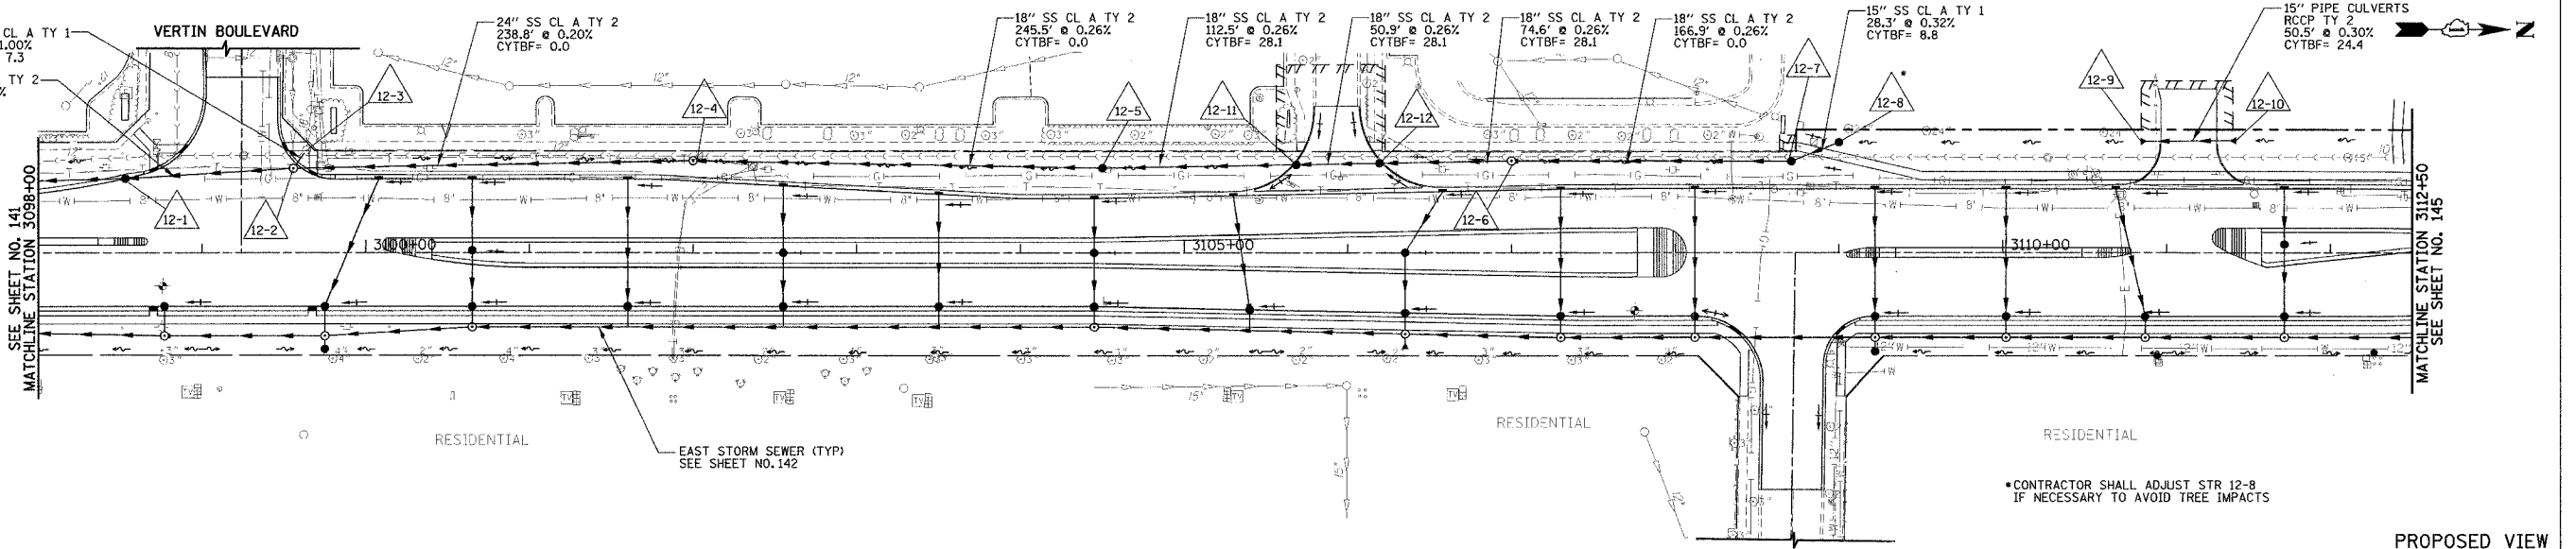 CL A TY 1
1.00%
7.3
TY 2
VERTIN BOULEVARD
24" SS CL A TY 2
238.8' @ 0.20%
CYTBF= 0.0
18" SS CL A TY 2
245.5' @ 0.26%
CYTBF= 0.0
18" SS CL A TY 2
112.5' @ 0.26%
CYTBF= 28.1
18" SS CL A TY 2
50.9' @ 0.26%
CYTBF= 28.1
18" SS CL A TY 2
74.6' @ 0.26%
CYTBF= 28.1
18" SS CL A TY 2
166.9' @ 0.26%
CYTBF= 0.0
15" SS CL A TY 1
28.3' @ 0.32%
CYTBF= 8.8
15" PIPE CULVERTS
RCCP TY 2
50.5' @ 0.30%
CYTBF= 24.4
N
12-1
12-2
12-3
12-4
12-5
12-11
12-12
12-6
12-7
12-8*
12-9
12-10
SEE SHEET NO. 141
MATCHLINE STATION 3098+00
3100+00
3105+00
3110+00
MATCHLINE STATION 3112+50
SEE SHEET NO. 145
RESIDENTIAL
EAST STORM SEWER (TYP)
SEE SHEET NO. 142
RESIDENTIAL
RESIDENTIAL
*CONTRACTOR SHALL ADJUST STR 12-8
IF NECESSARY TO AVOID TREE IMPACTS
PROPOSED VIEW